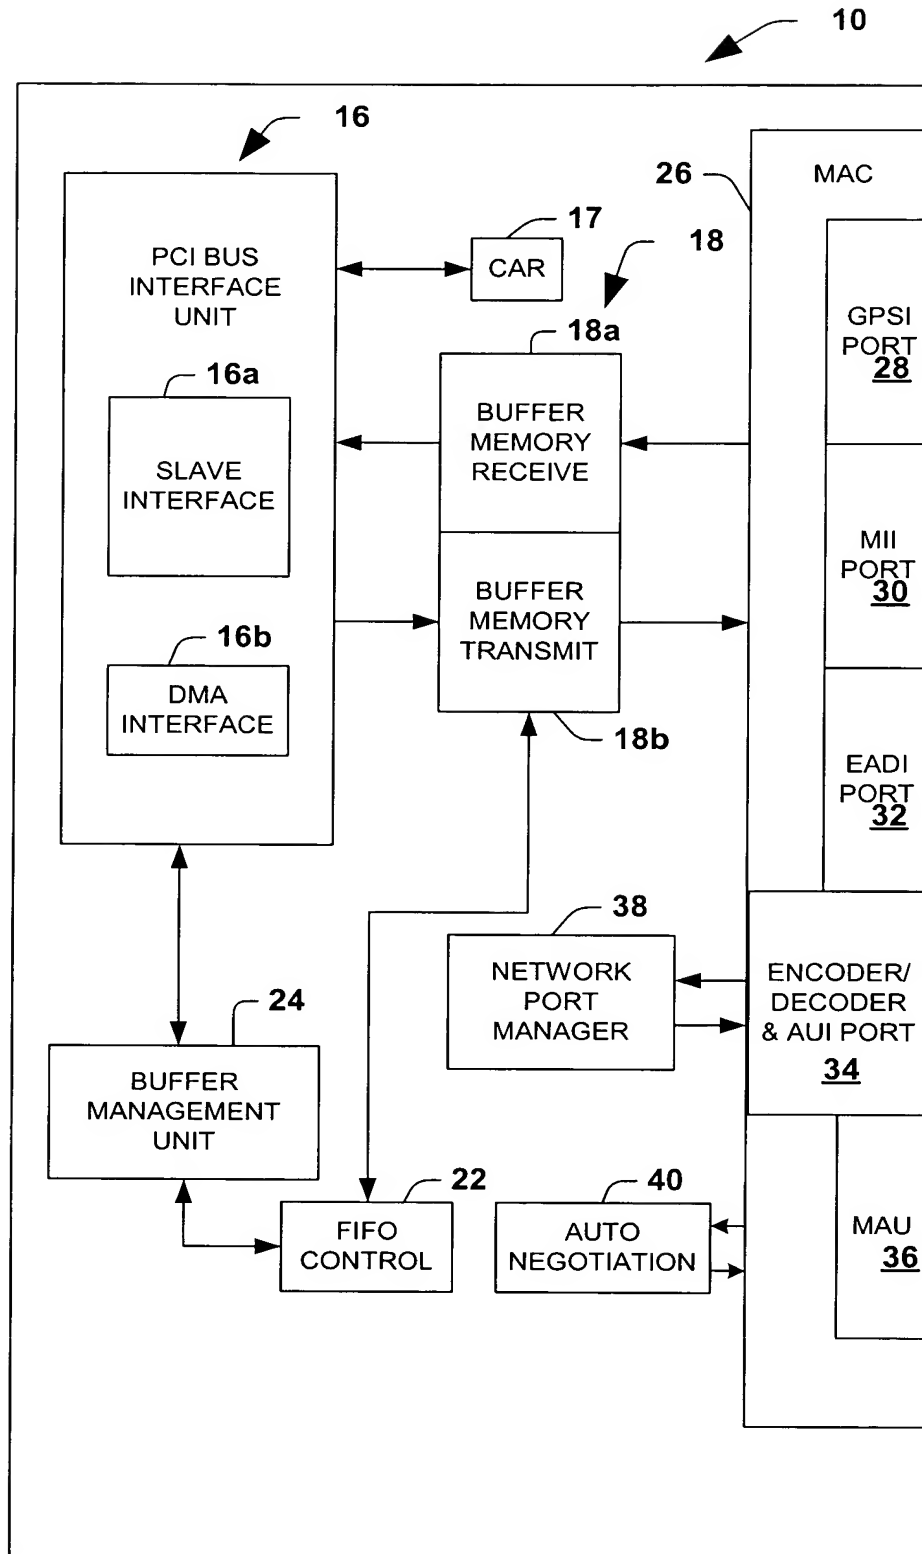 10
16
PCI BUS
INTERFACE
UNIT
16a
SLAVE
INTERFACE
16b
DMA
INTERFACE
17
CAR
18
18a
BUFFER
MEMORY
RECEIVE
BUFFER
MEMORY
TRANSMIT
18b
26
MAC
GPSI
PORT
28
MII
PORT
30
EADI
PORT
32
38
NETWORK
PORT
MANAGER
ENCODER/
DECODER
& AUI PORT
34
24
BUFFER
MANAGEMENT
UNIT
22
FIFO
CONTROL
40
AUTO
NEGOTIATION
MAU
36